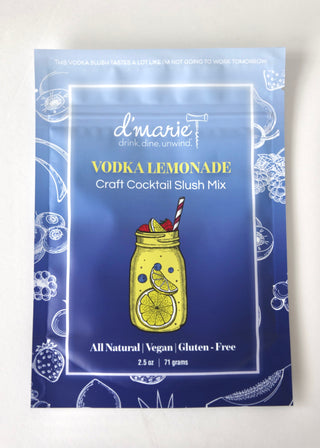 THIS VODKA SLUSH TASTES A LOT LIKE I'M NOT GOING TO WORK TOMORROW
d'marie
drink. dine. unwind.
VODKA LEMONADE
Craft Cocktail Slush Mix
All Natural | Vegan | Gluten - Free
2.5 oz | 71 grams